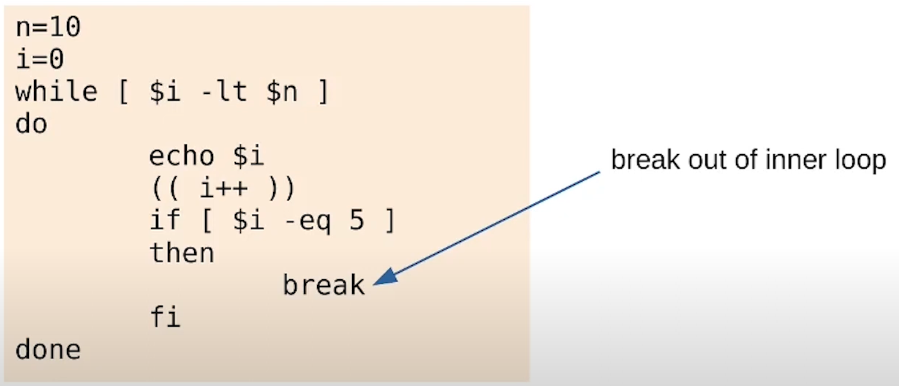 n=10
i=0
while [ $i -lt $n ]
do
echo $i
(( i++ ))
if [ $i -eq 5 ]
then
break
fi
done
break out of inner loop